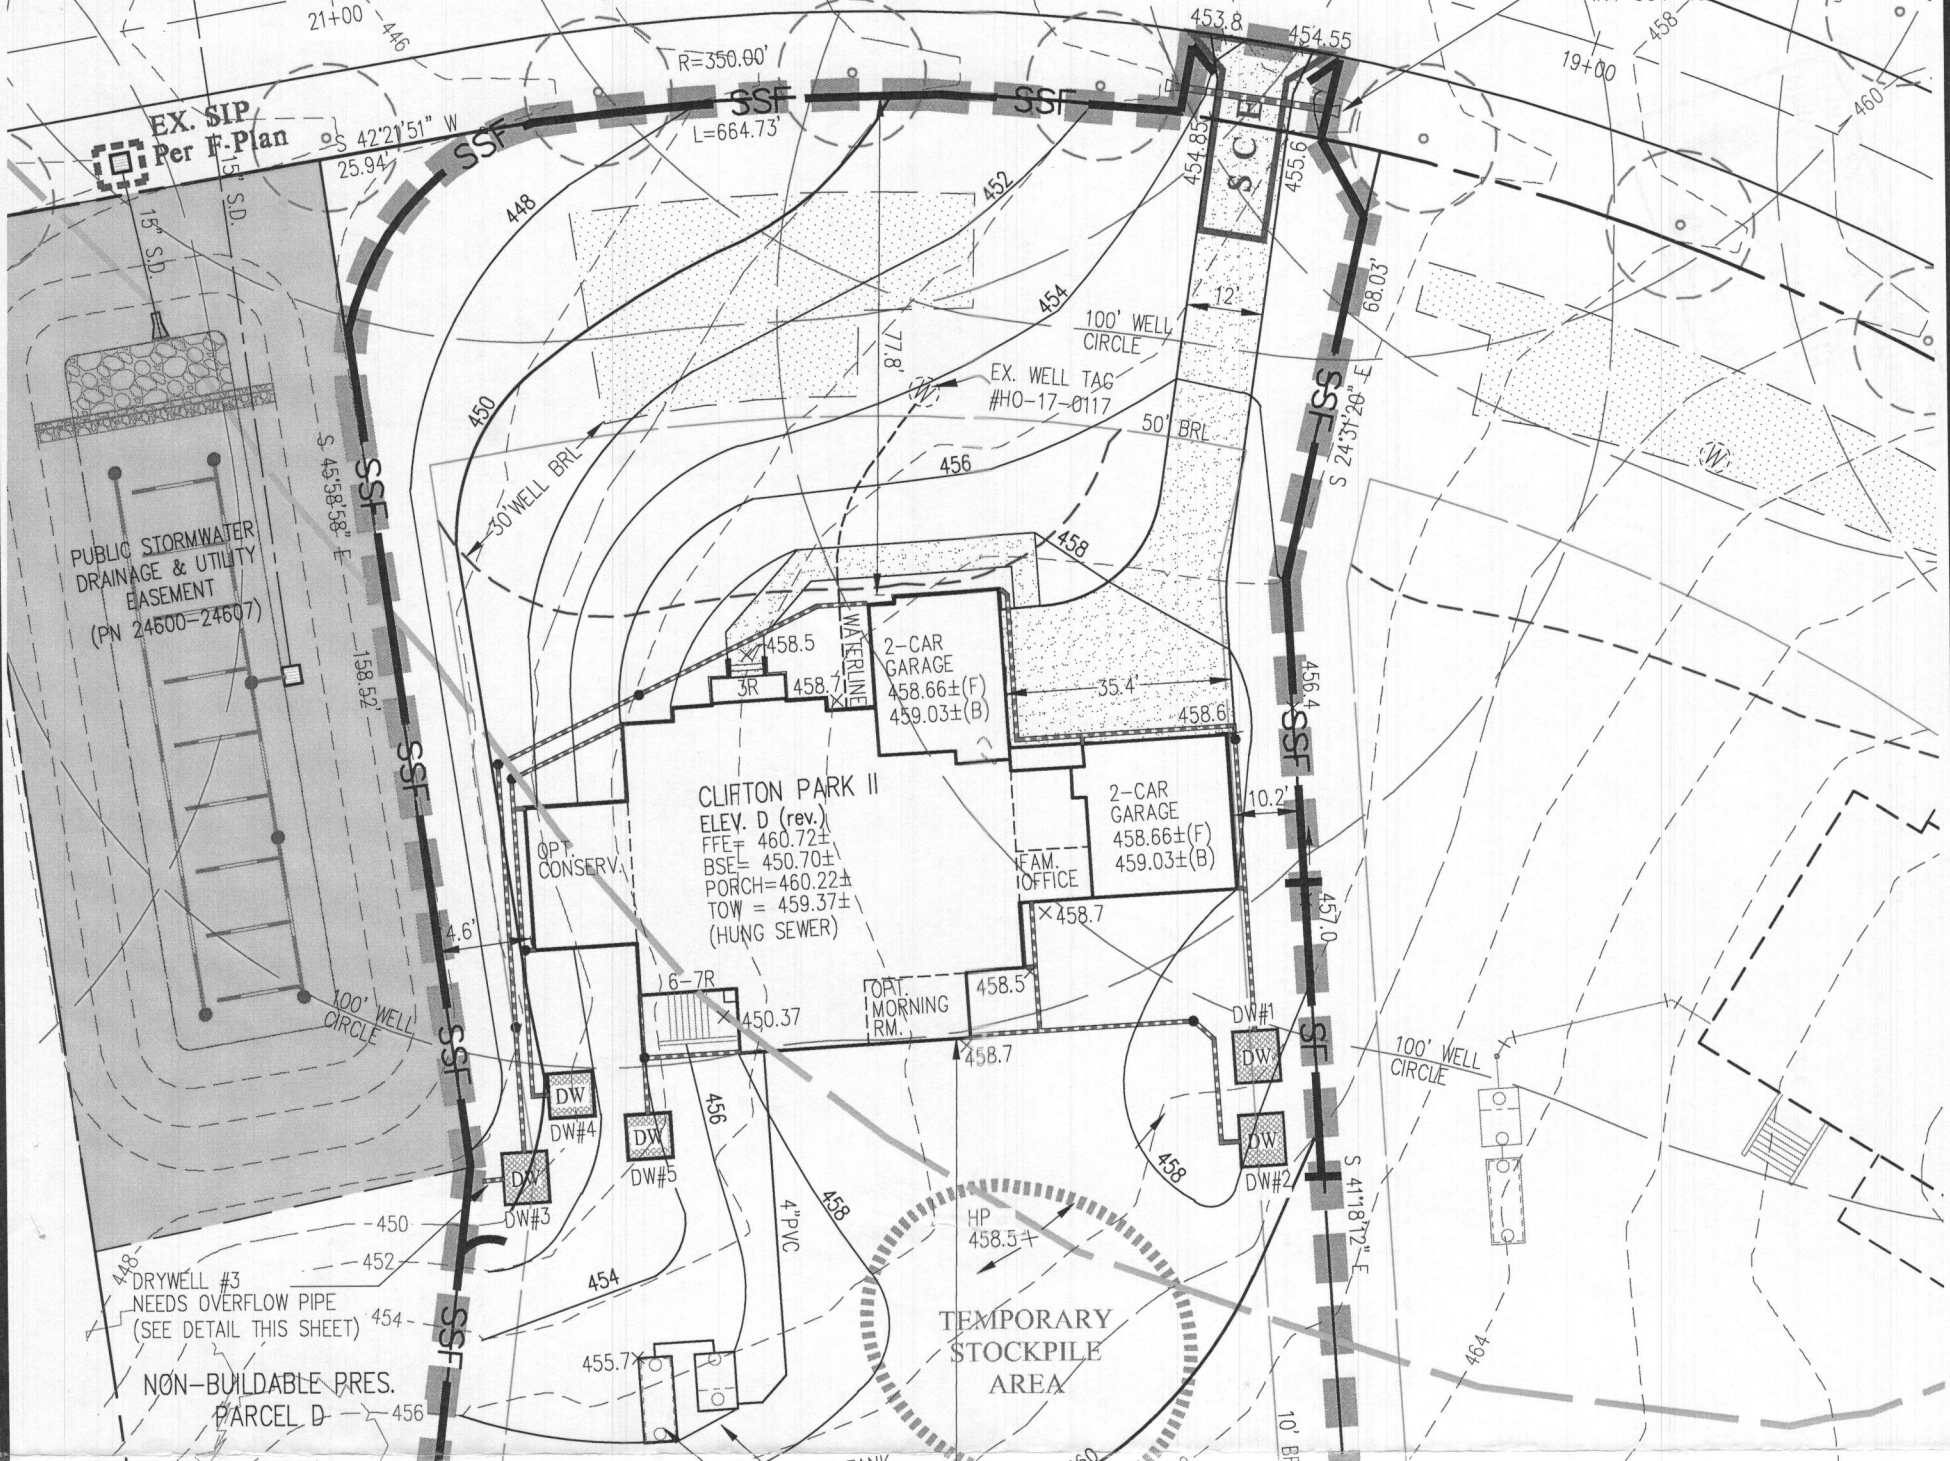 21+00
446
R=350.00'
453.8
454.55
458
19+00
460
EX. SIP
Per F-Plan
S 42°21'51" W
25.94'
15" S.D.
15" S.D.
SSF
SSF
SSF
L=664.73'
448
452
454
450
454.85
455.6
SCE
12'
68.03'
100' WELL
CIRCLE
77.8'
W
EX. WELL TAG
#HO-17-0117
50' BRL
SSF
S 24°31'20" E
W
30' WELL BRL
456
458
SSF
S 45°58'58" E
158.52'
PUBLIC STORMWATER
DRAINAGE & UTILITY
EASEMENT
(PN 24600-24607)
458.5
3R
458.7
WATERLINE
2-CAR
GARAGE
458.66±(F)
459.03±(B)
35.4'
458.6
456.4
SSF
SSF
CLIFTON PARK II
ELEV. D (rev.)
FFE= 460.72±
BSE= 450.70±
PORCH=460.22±
TOW = 459.37±
(HUNG SEWER)
OPT.
CONSERV.
2-CAR
GARAGE
458.66±(F)
459.03±(B)
10.2'
FAM.
OFFICE
458.7
457.0
4.6'
6-7R
450.37
OPT.
MORNING
RM.
458.5
458.7
100' WELL
CIRCLE
SSF
DW#1
DW
SF
100' WELL
CIRCLE
DW
DW#4
DW
DW#5
DW
DW#3
DW
DW#2
456
458
458
4"PVC
S 41°18'12" E
HP
458.5
450
452
448
454
DRYWELL #3
NEEDS OVERFLOW PIPE
(SEE DETAIL THIS SHEET)
454
SSF
TEMPORARY
STOCKPILE
AREA
455.7
464
NON-BUILDABLE PRES.
PARCEL D
456
10' BR